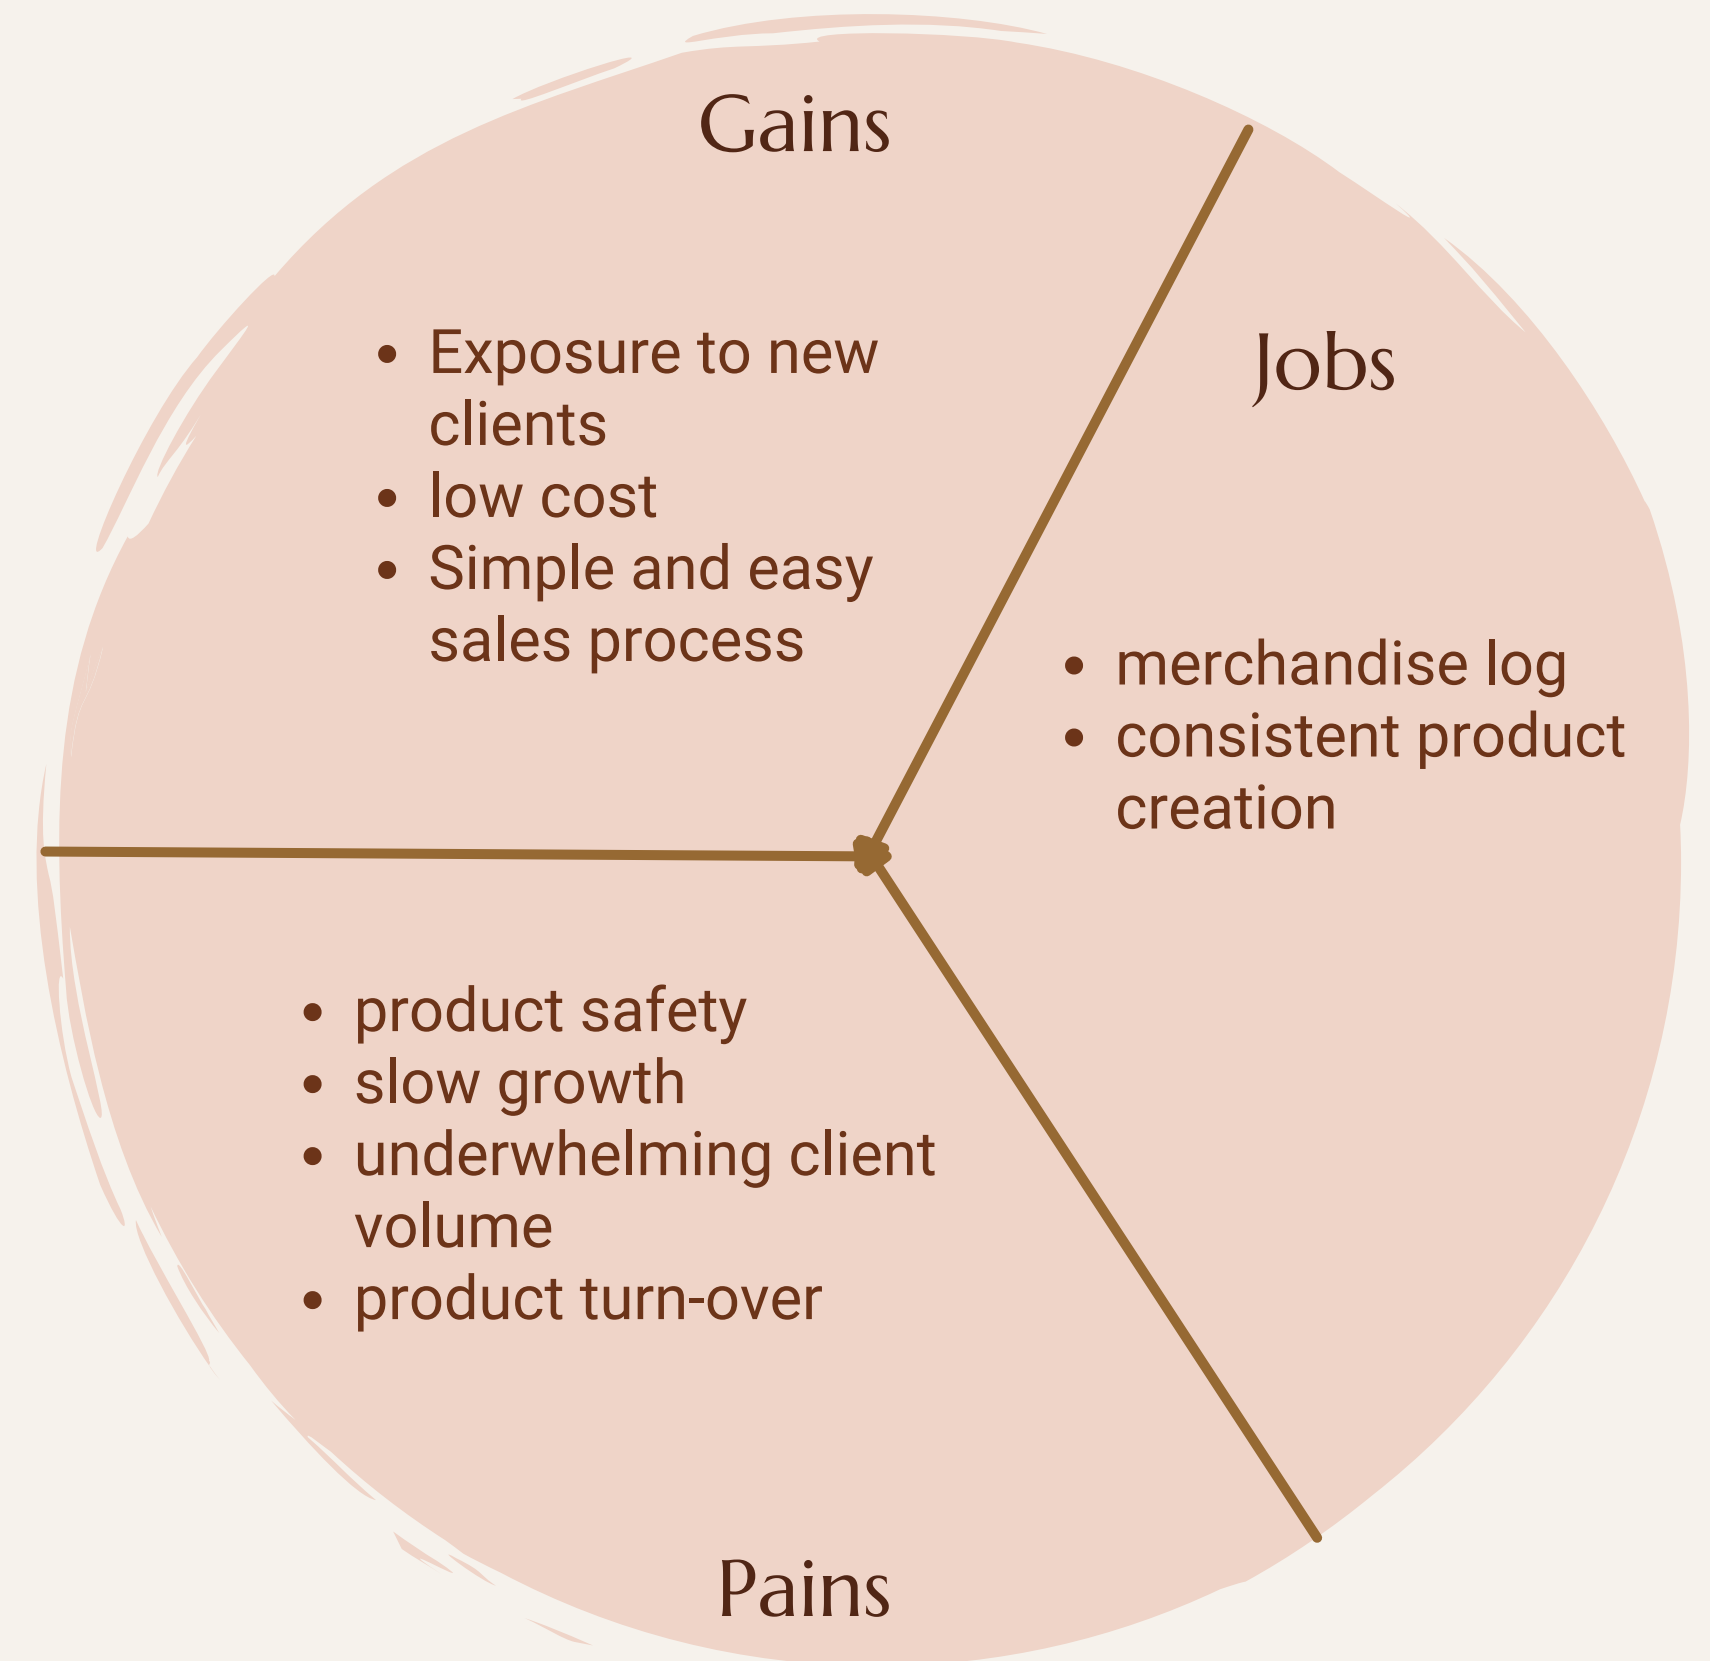 Gains
• Exposure to new
clients
• low cost
• Simple and easy
sales process
Jobs
• merchandise log
• consistent product
creation
• product safety
• slow growth
• underwhelming client
volume
• product turn-over
Pains